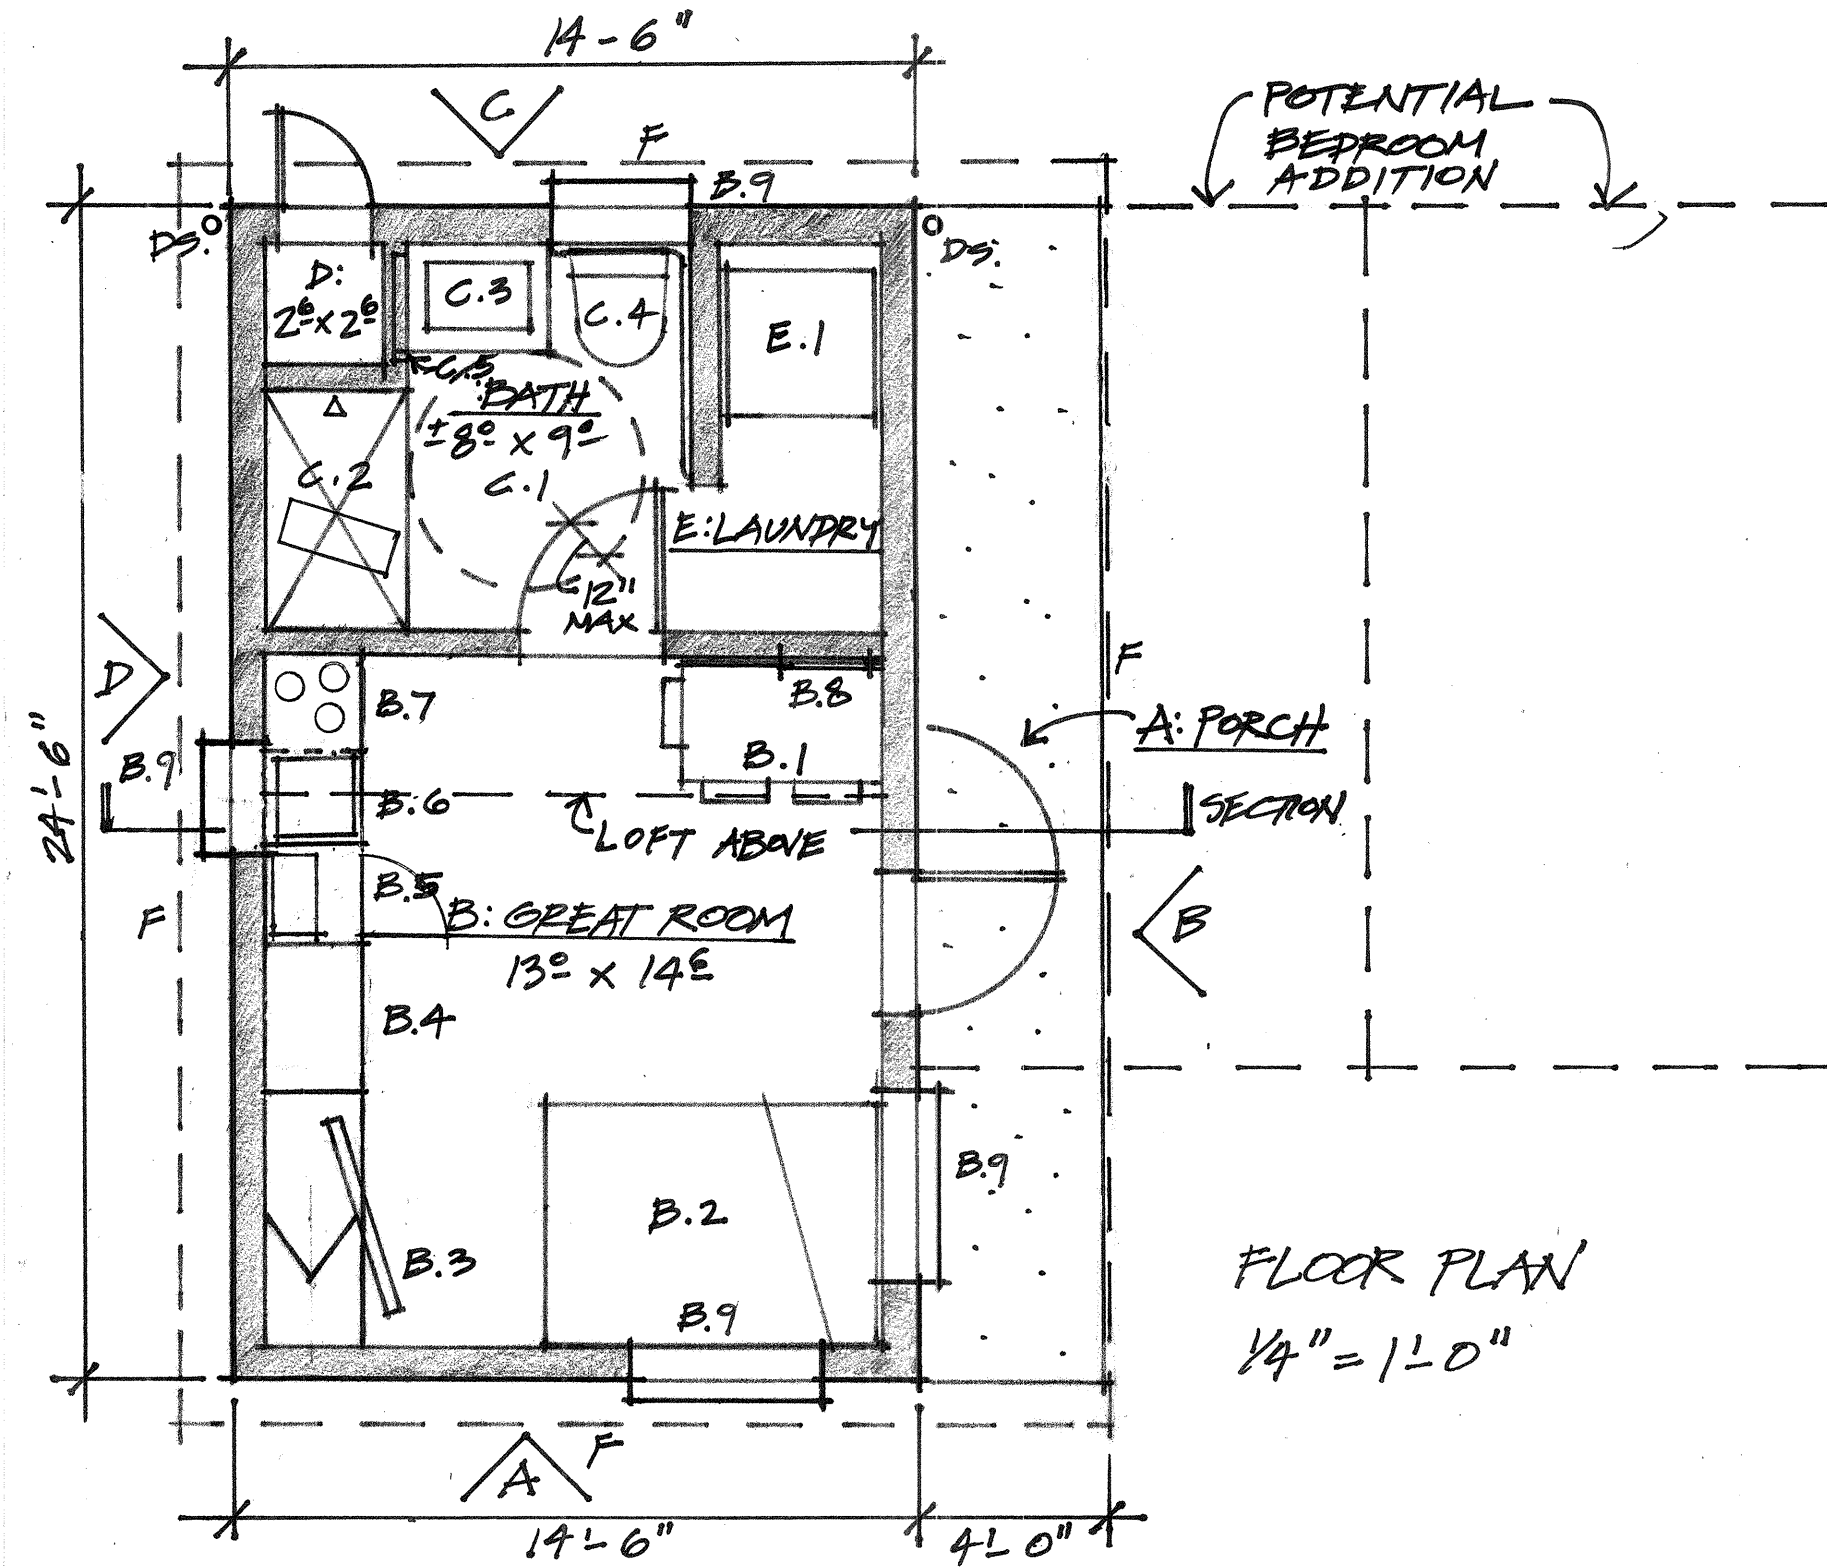 14-6"
C
F
POTENTIAL
BEDROOM
ADDITION
B.9
DS.
DS.
D:
2⁶ x 2⁶
C.3
C.4
E.1
C.5
BATH
±8⁰ x 9⁰
C.2
C.1
E: LAUNDRY
12"
MAX
D
F
B.7
B.8
A: PORCH
B.1
B.9
24'-6"
B.6
SECTION
LOFT ABOVE
B.5
B: GREAT ROOM
F
B
13⁰ x 14⁶
B.4
B.9
B.2
B.3
FLOOR PLAN
B.9
1/4" = 1'-0"
F
A
14'-6"
4'-0"